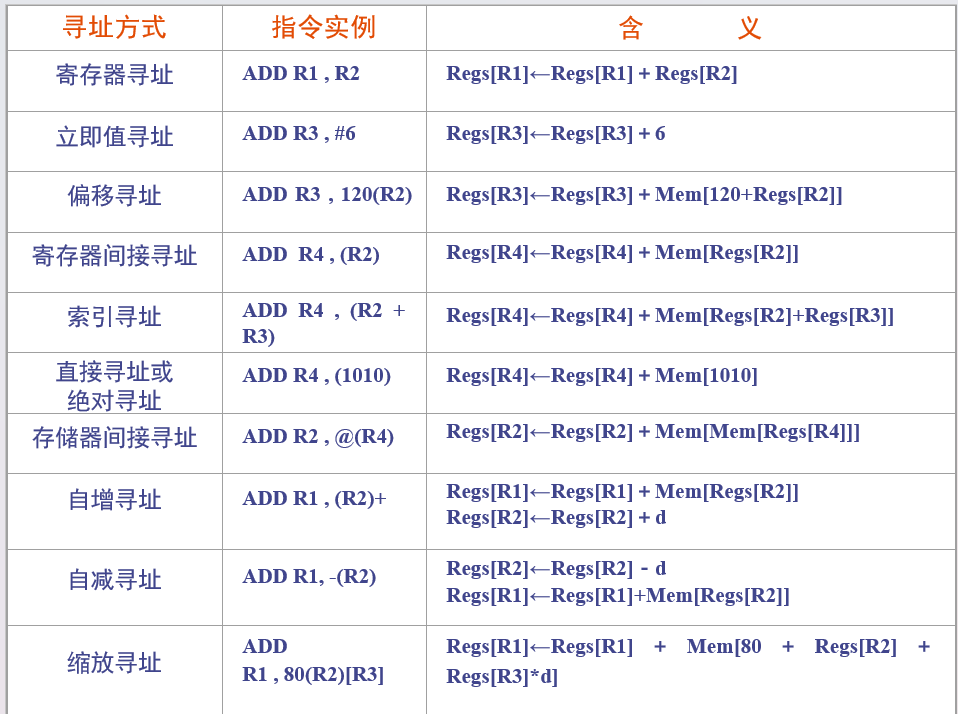 寻址方式 指令实例 含 义
寄存器寻址 ADD R1 , R2 Regs[R1]←Regs[R1]＋Regs[R2]
立即值寻址 ADD R3 , #6 Regs[R3]←Regs[R3]＋6
偏移寻址 ADD R3 , 120(R2) Regs[R3]←Regs[R3]＋Mem[120+Regs[R2]]
寄存器间接寻址 ADD R4 , (R2) Regs[R4]←Regs[R4]＋Mem[Regs[R2]]
索引寻址 ADD R4 , (R2 +
R3) Regs[R4]←Regs[R4]＋Mem[Regs[R2]+Regs[R3]]
直接寻址或
绝对寻址 ADD R4 , (1010) Regs[R4]←Regs[R4]＋Mem[1010]
存储器间接寻址 ADD R2 , @(R4) Regs[R2]←Regs[R2]＋Mem[Mem[Regs[R4]]]
自增寻址 ADD R1 , (R2)+ Regs[R1]←Regs[R1]＋Mem[Regs[R2]]
Regs[R2]←Regs[R2]＋d
自减寻址 ADD R1, -(R2) Regs[R2]←Regs[R2]－d
Regs[R1]←Regs[R1]+Mem[Regs[R2]]
缩放寻址 ADD
R1 , 80(R2)[R3] Regs[R1]←Regs[R1] ＋ Mem[80 ＋ Regs[R2] ＋
Regs[R3]*d]